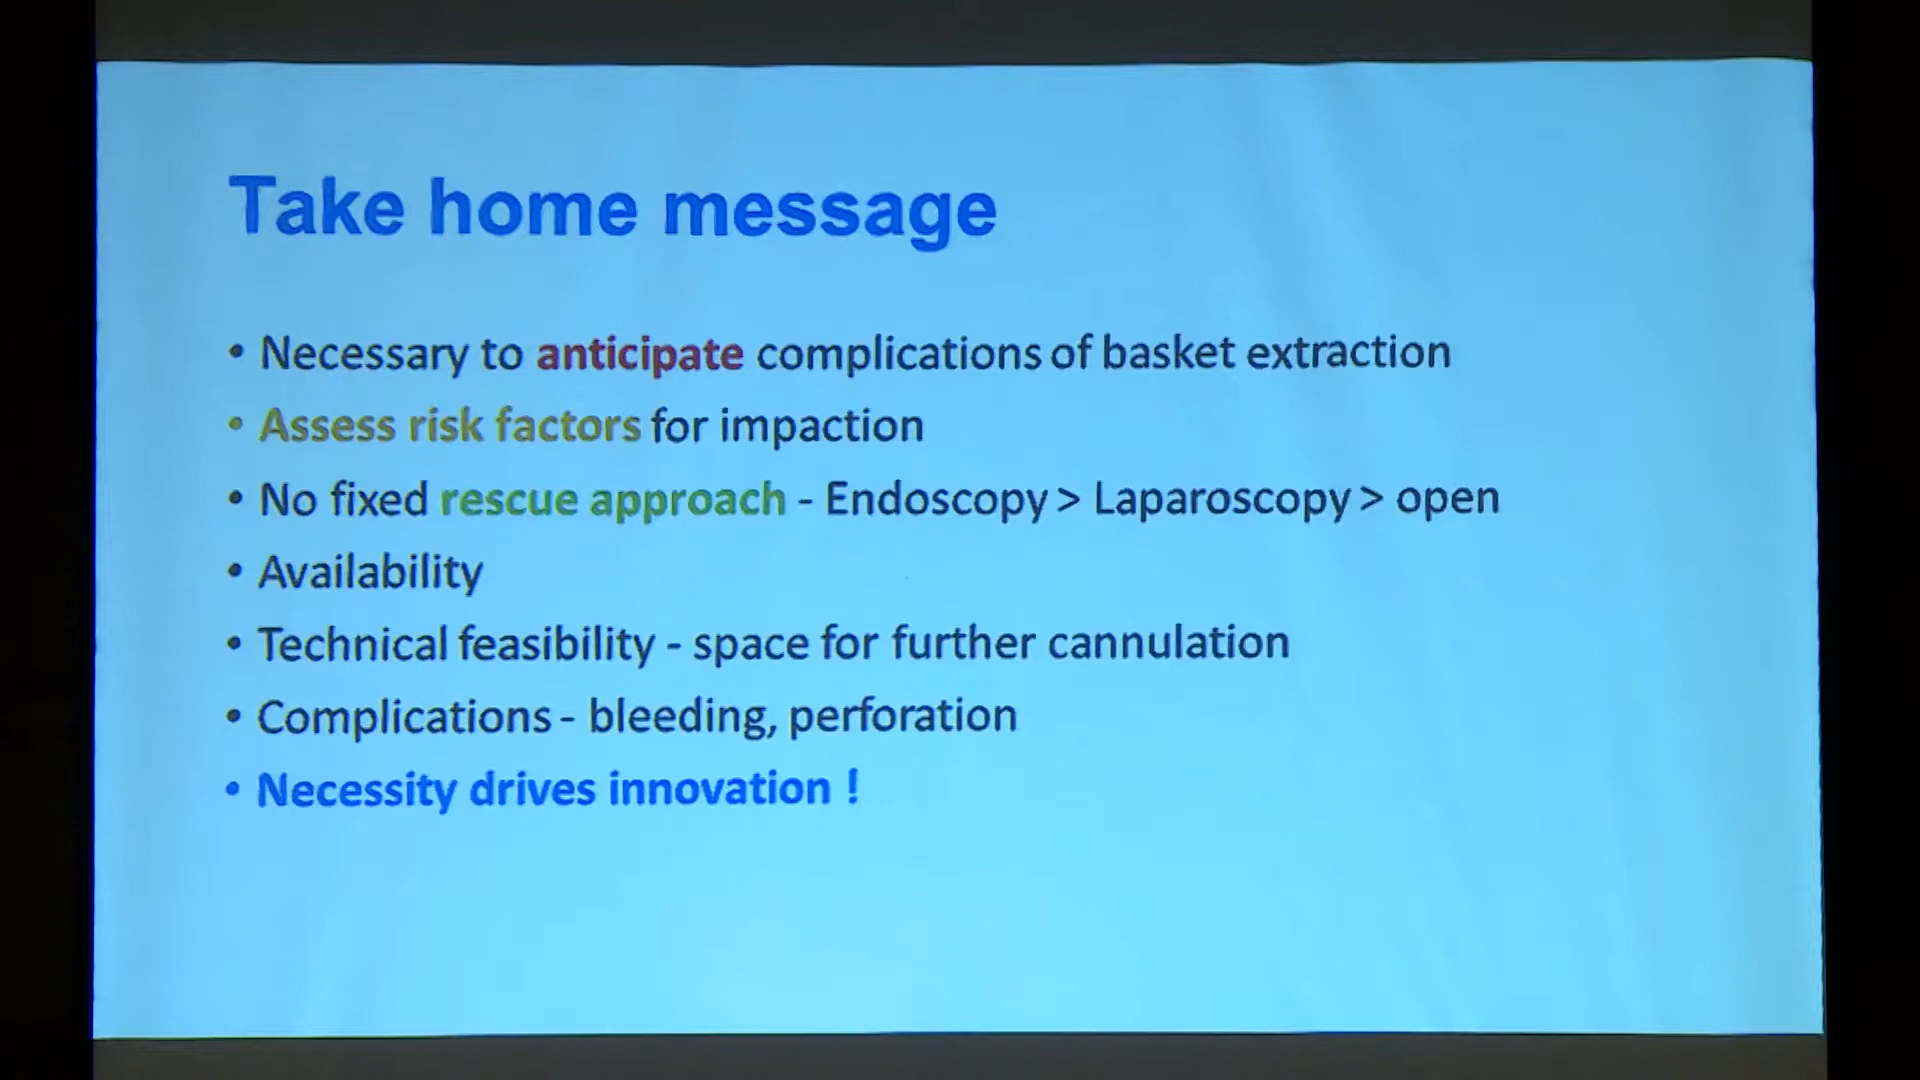 Take home message
• Necessary to anticipate complications of basket extraction
• Assess risk factors for impaction
• No fixed rescue approach - Endoscopy > Laparoscopy > open
• Availability
• Technical feasibility - space for further cannulation
• Complications - bleeding, perforation
• Necessity drives innovation !